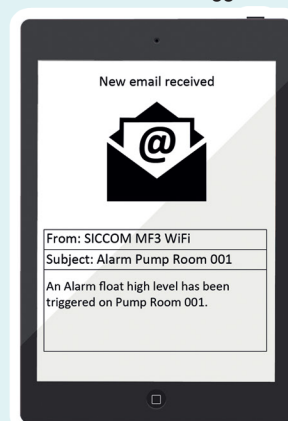 New email received
@
From: SICCOM MF3 WiFi
Subject: Alarm Pump Room 001
An Alarm float high level has been
triggered on Pump Room 001.